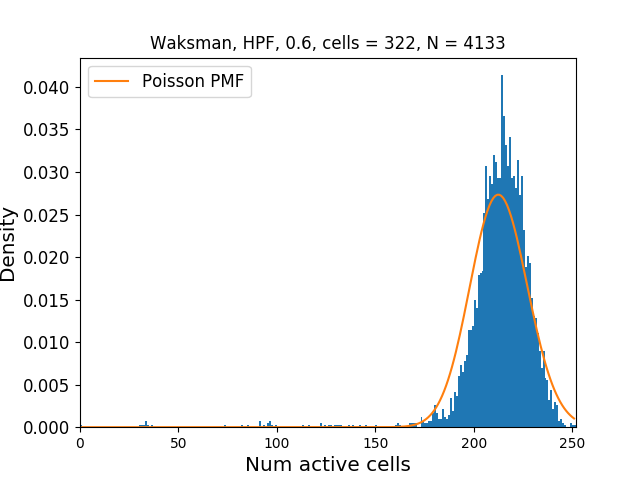 Waksman, HPF, 0.6, cells = 322, N = 4133
Poisson PMF
0.040
0.035
0.030
0.025
0.020
0.015
0.010
0.005
0.000
Density
0 50 100 150 200 250
Num active cells